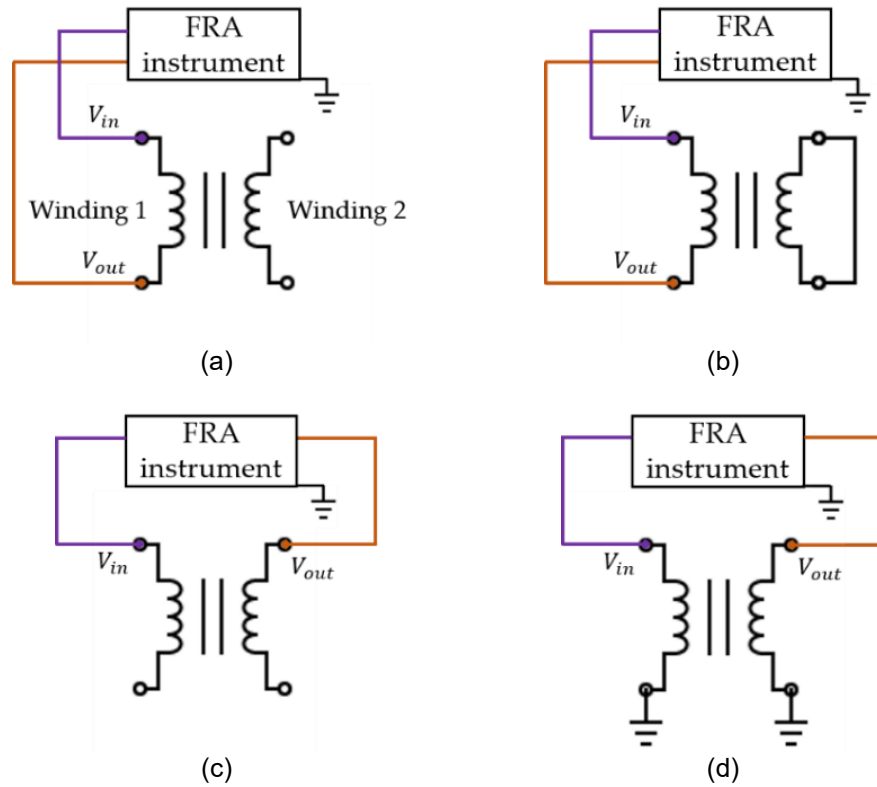 FRA
instrument
V_in
Winding 1
Winding 2
V_out
(a)
FRA
instrument
V_in
V_out
(b)
FRA
instrument
V_in
V_out
(c)
FRA
instrument
V_in
V_out
(d)